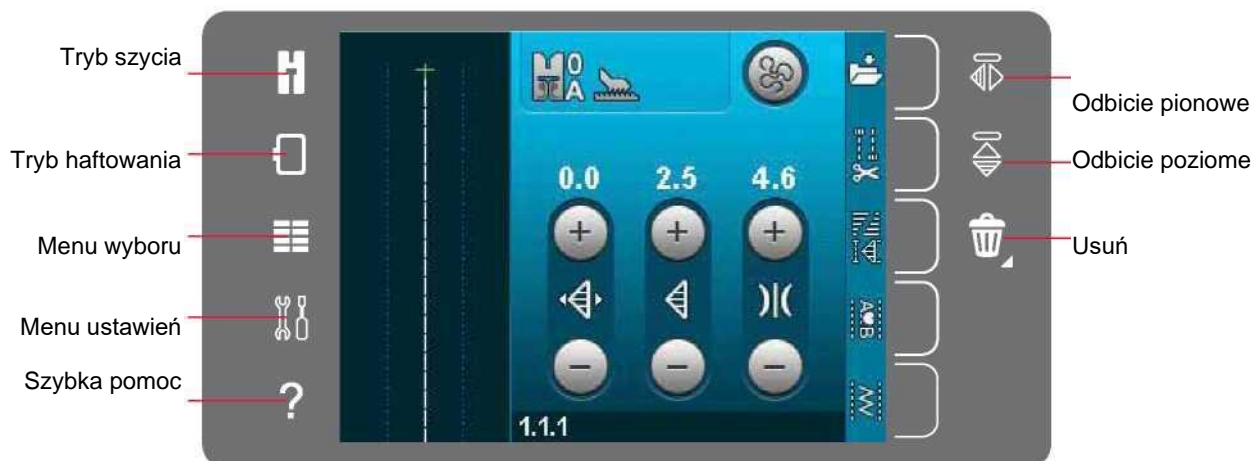 Tryb szycia
Tryb haftowania
Menu wyboru
Menu ustawień
Szybka pomoc
?
O
A
0.0 2.5 4.6
+ + +
- - -
1.1.1
A♥B
Odbicie pionowe
Odbicie poziome
Usuń